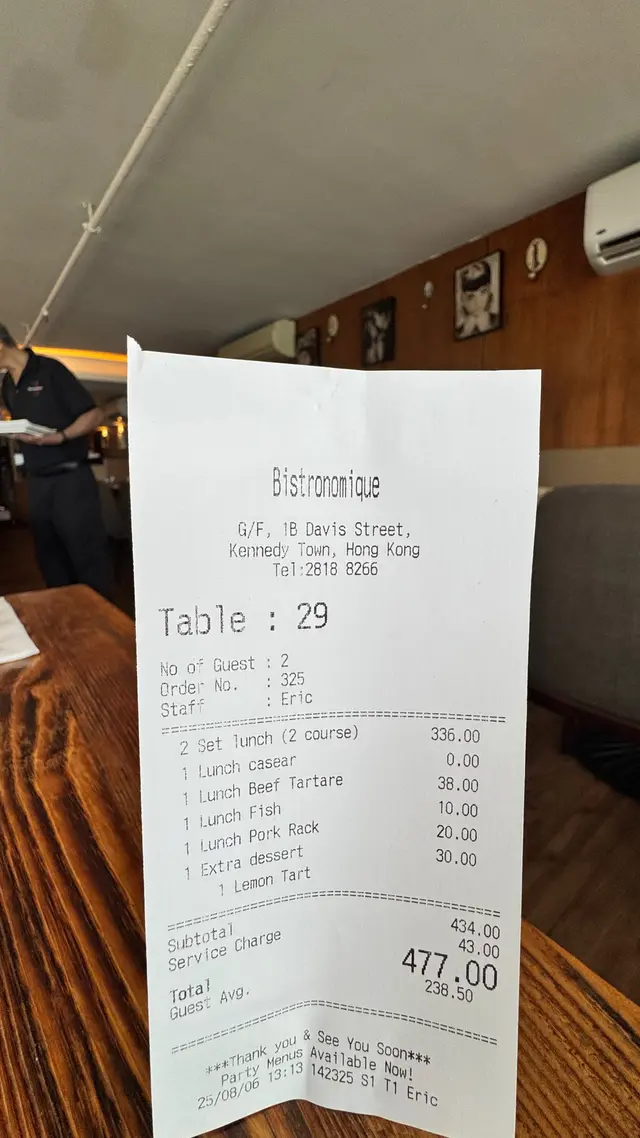 Bistronomique
G/F, 1B Davis Street,
Kennedy Town, Hong Kong
Tel:2818 8266
Table : 29
No of Guest : 2
Order No. : 325
Staff : Eric
2 Set lunch (2 course) 336.00
1 Lunch casear 0.00
1 Lunch Beef Tartare 38.00
1 Lunch Fish 10.00
1 Lunch Pork Rack 20.00
1 Extra dessert 30.00
1 Lemon Tart
Subtotal 434.00
Service Charge 43.00
Total 477.00
Guest Avg. 238.50
***Thank you & See You Soon***
Party Menus Available Now!
25/08/06 13:13 142325 S1 T1 Eric